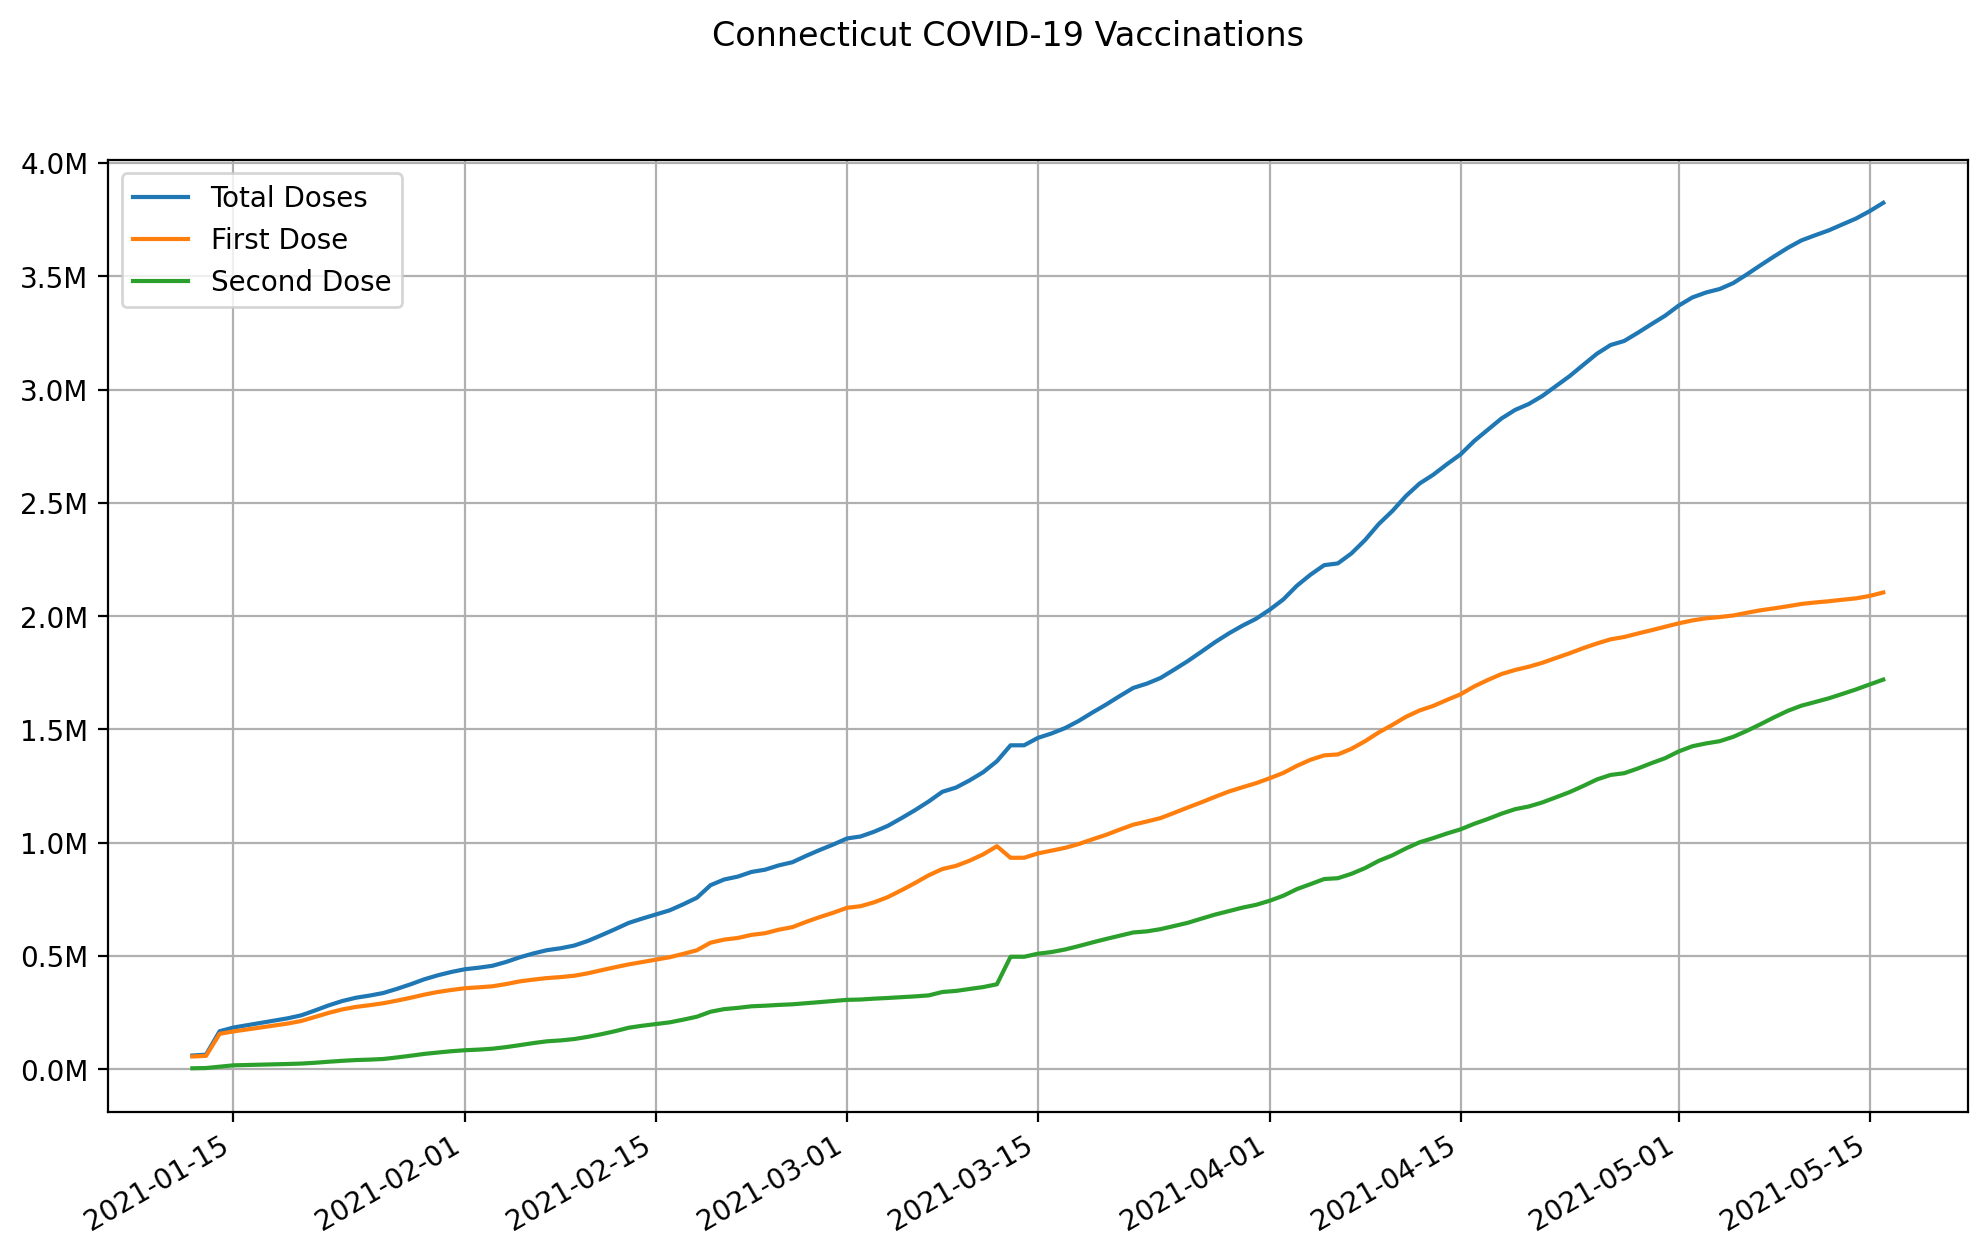 Connecticut COVID-19 Vaccinations
4.0M
3.5M
3.0M
2.5M
2.0M
1.5M
1.0M
0.5M
0.0M
Total Doses
First Dose
Second Dose
2021-01-15
2021-02-01
2021-02-15
2021-03-01
2021-03-15
2021-04-01
2021-04-15
2021-05-01
2021-05-15